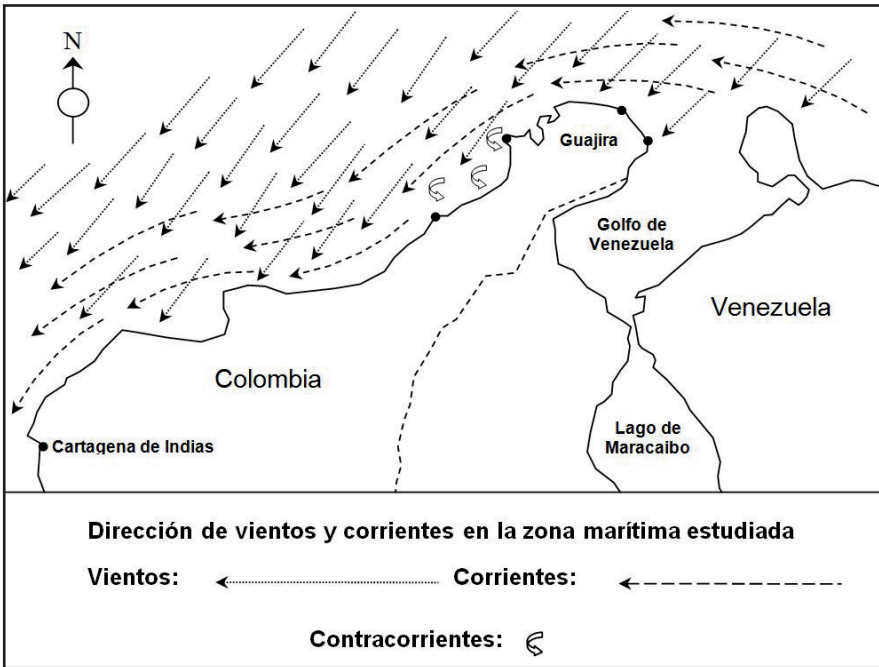 N
Guajira
Golfo de
Venezuela
Venezuela
Colombia
Lago de
Maracaibo
Cartagena de Indias
Dirección de vientos y corrientes en la zona marítima estudiada
Vientos:
Corrientes:
Contracorrientes: